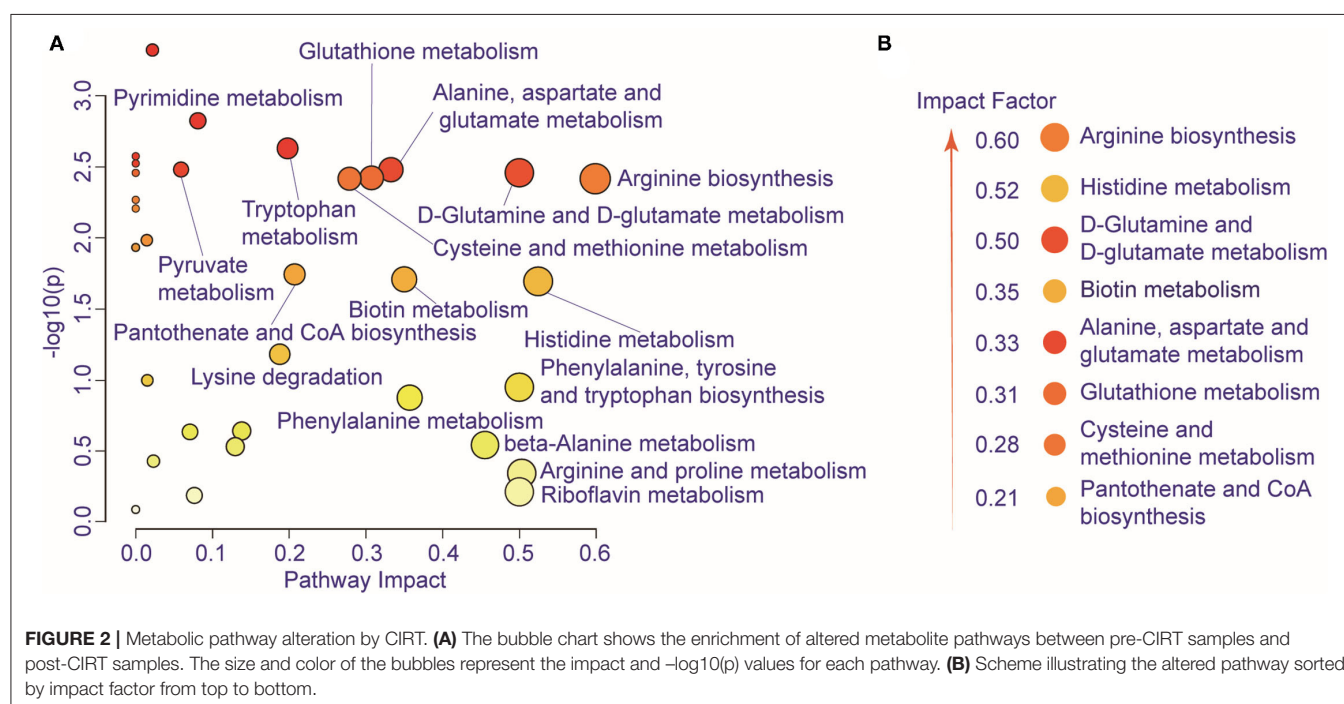 A
Glutathione metabolism
Pyrimidine metabolism
Alanine, aspartate and
glutamate metabolism
Arginine biosynthesis
D-Glutamine and D-glutamate metabolism
Tryptophan
metabolism
Cysteine and methionine metabolism
Pyruvate
metabolism
Biotin metabolism
Pantothenate and CoA biosynthesis
Histidine metabolism
Lysine degradation
Phenylalanine, tyrosine
and tryptophan biosynthesis
Phenylalanine metabolism
beta-Alanine metabolism
Arginine and proline metabolism
Riboflavin metabolism
-log10(p)
3.0
2.5
2.0
1.5
1.0
0.5
0.0
0.0 0.1 0.2 0.3 0.4 0.5 0.6
Pathway Impact
B
Impact Factor
0.60 Arginine biosynthesis
0.52 Histidine metabolism
0.50 D-Glutamine and
D-glutamate metabolism
0.35 Biotin metabolism
0.33 Alanine, aspartate and
glutamate metabolism
0.31 Glutathione metabolism
0.28 Cysteine and
methionine metabolism
0.21 Pantothenate and CoA
biosynthesis
FIGURE 2 | Metabolic pathway alteration by CIRT. (A) The bubble chart shows the enrichment of altered metabolite pathways between pre-CIRT samples and
post-CIRT samples. The size and color of the bubbles represent the impact and –log10(p) values for each pathway. (B) Scheme illustrating the altered pathway sorted
by impact factor from top to bottom.